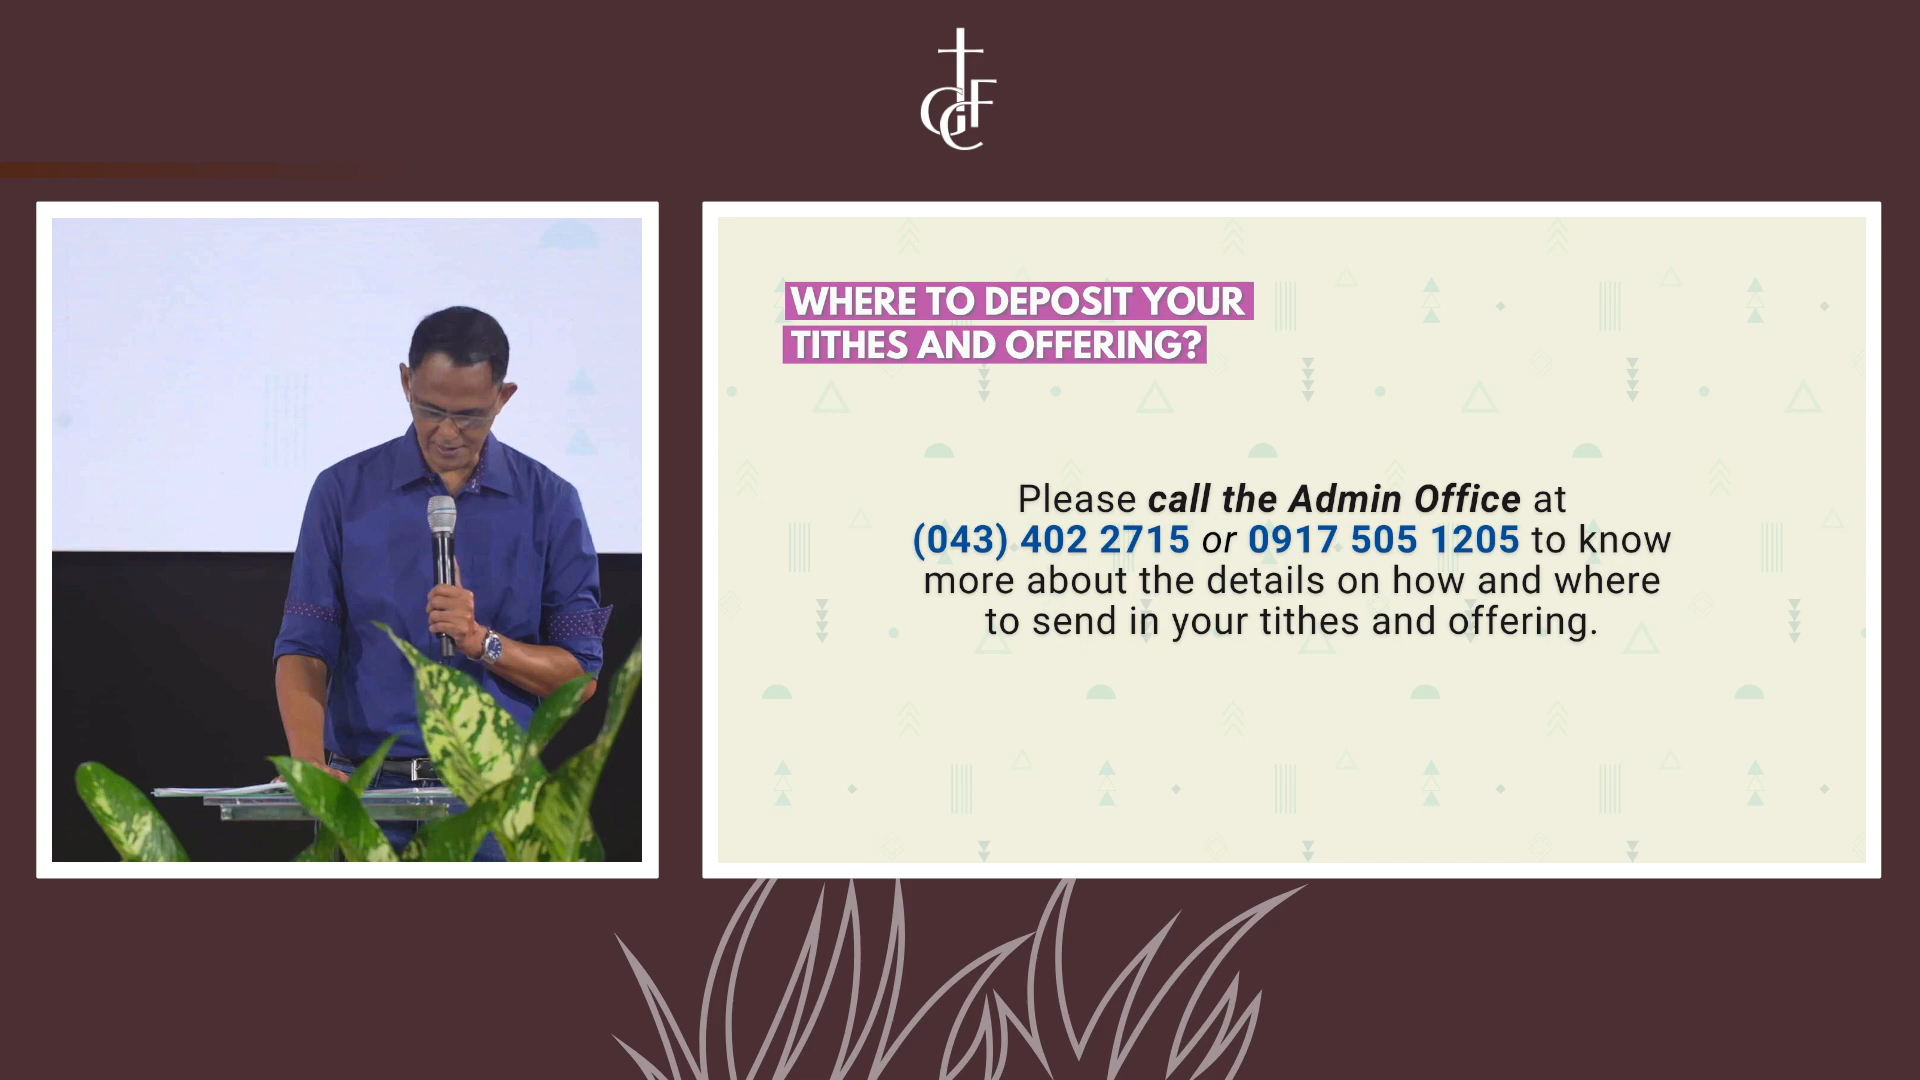 WHERE TO DEPOSIT YOUR
TITHES AND OFFERING?
Please call the Admin Office at
(043) 402 2715 or 0917 505 1205 to know
more about the details on how and where
to send in your tithes and offering.